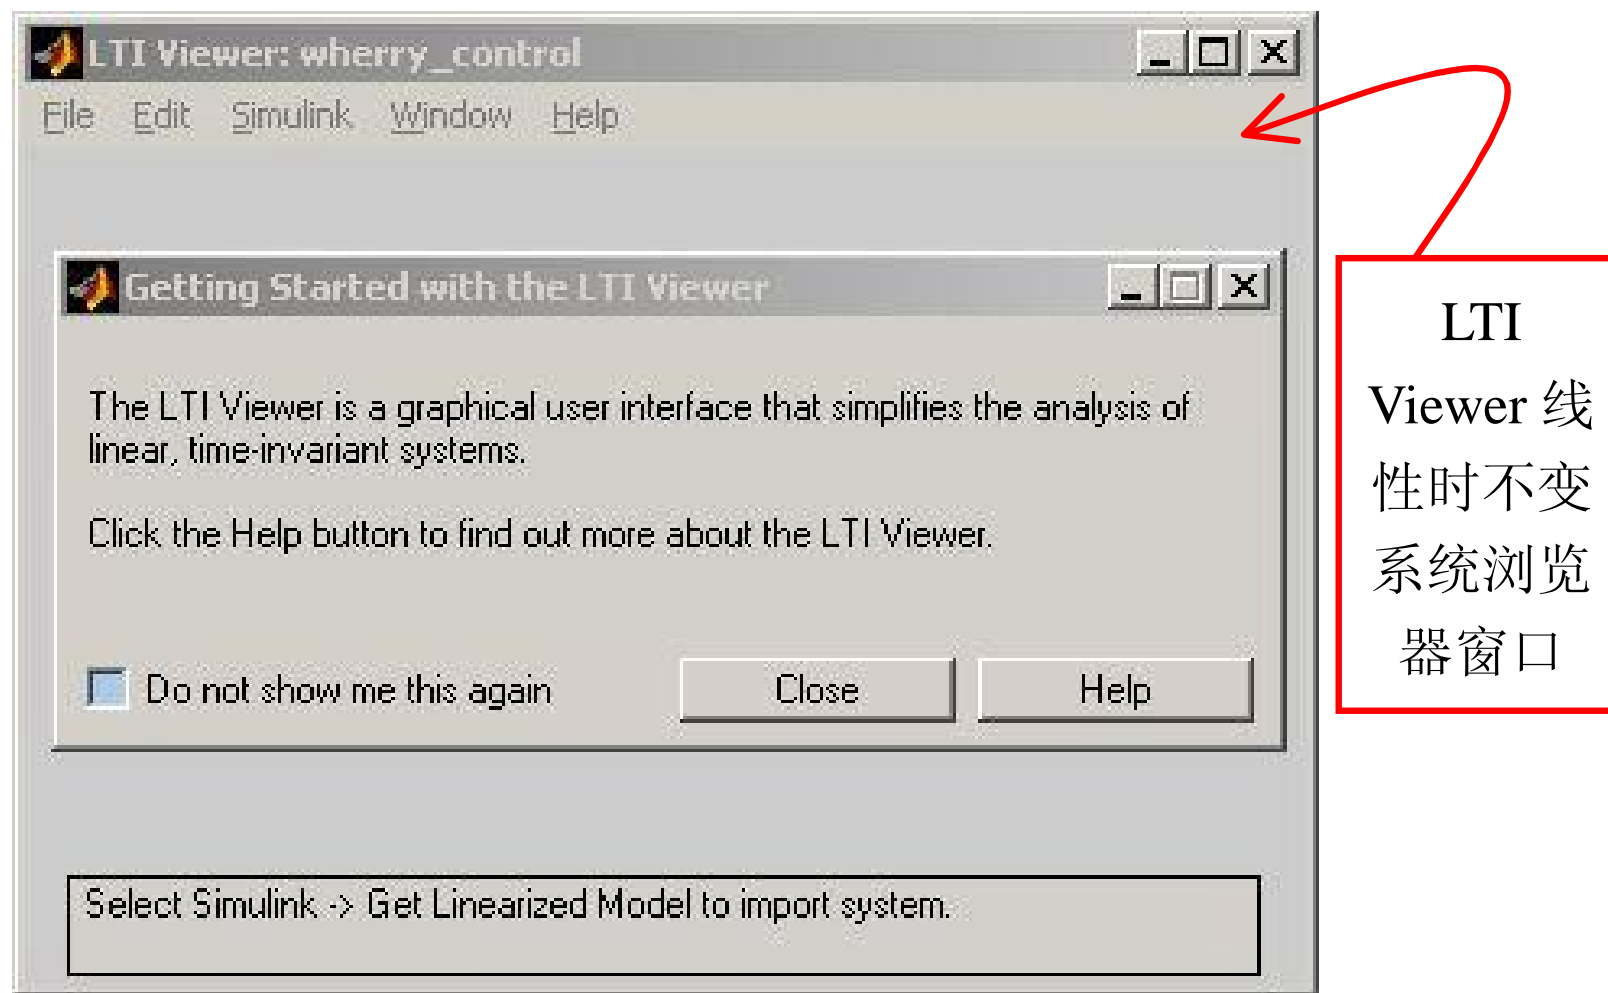 LTI Viewer: wherry_control
File Edit Simulink Window Help
Getting Started with the LTI Viewer
The LTI Viewer is a graphical user interface that simplifies the analysis of
linear, time-invariant systems.
Click the Help button to find out more about the LTI Viewer.
Do not show me this again
Close
Help
Select Simulink -> Get Linearized Model to import system.
LTI
Viewer 线
性时不变
系统浏览
器窗口